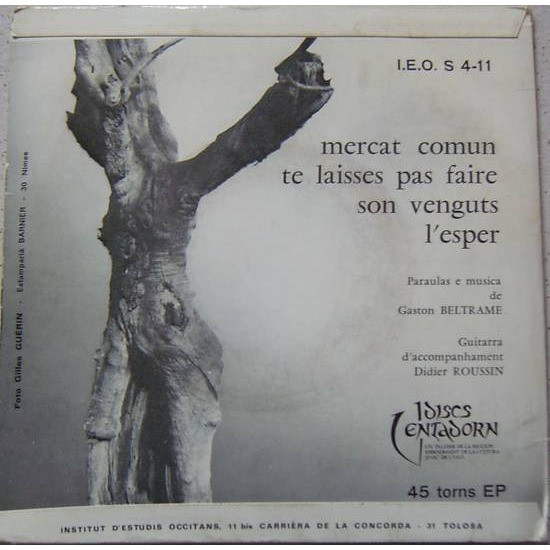 I.E.O. S 4-11
mercat comun
te laisses pas faire
son venguts
l'esper
Paraulas e musica
de
Gaston BELTRAME
Guitarra
d'accompanhament
Didier ROUSSIN
Discs
Ventadorn
45 torns EP
Foto Gilles GUERIN - Estampariá BARNIER - 30 Nimes
INSTITUT D'ESTUDIS OCCITANS, 11 bis CARRIÈRA DE LA CONCORDA - 31 TOLOSA